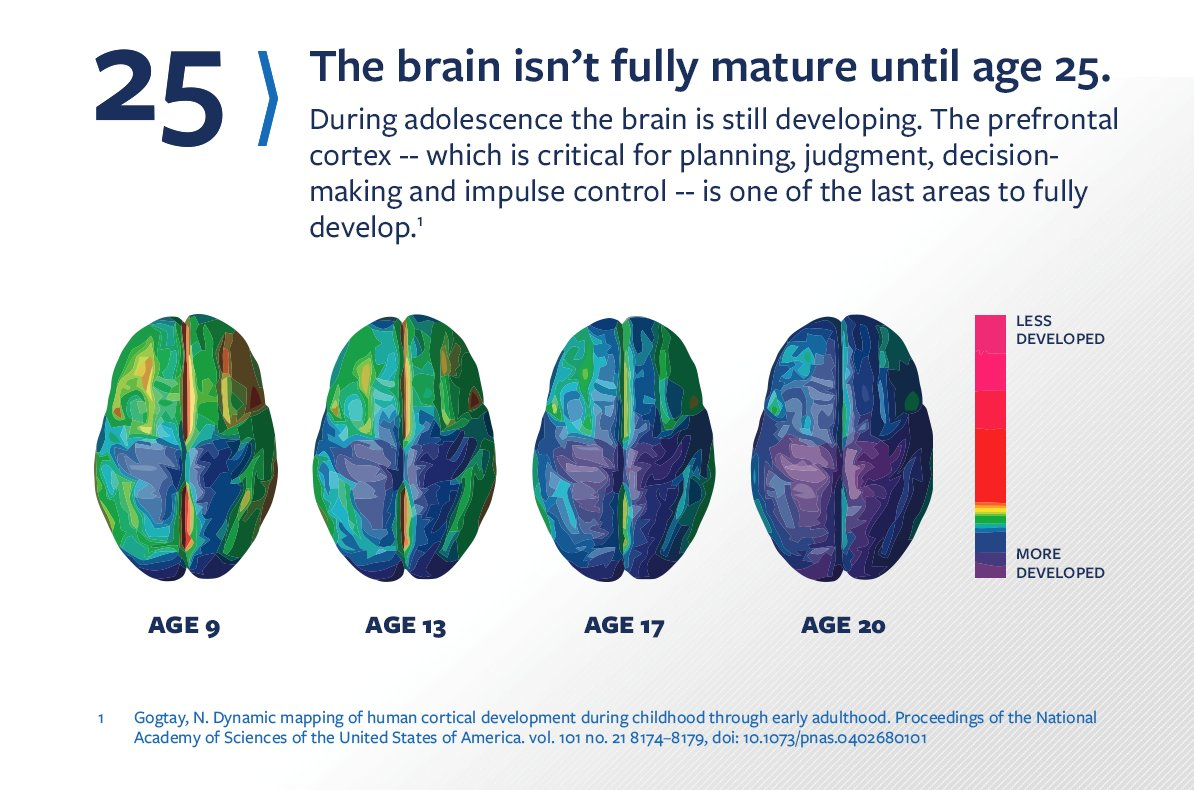 25
The brain isn't fully mature until age 25.
During adolescence the brain is still developing. The prefrontal
cortex -- which is critical for planning, judgment, decision-
making and impulse control -- is one of the last areas to fully
develop.¹
LESS
DEVELOPED
MORE
DEVELOPED
AGE 9
AGE 13
AGE 17
AGE 20
1 Gogtay, N. Dynamic mapping of human cortical development during childhood through early adulthood. Proceedings of the National
Academy of Sciences of the United States of America. vol. 101 no. 21 8174–8179, doi: 10.1073/pnas.0402680101